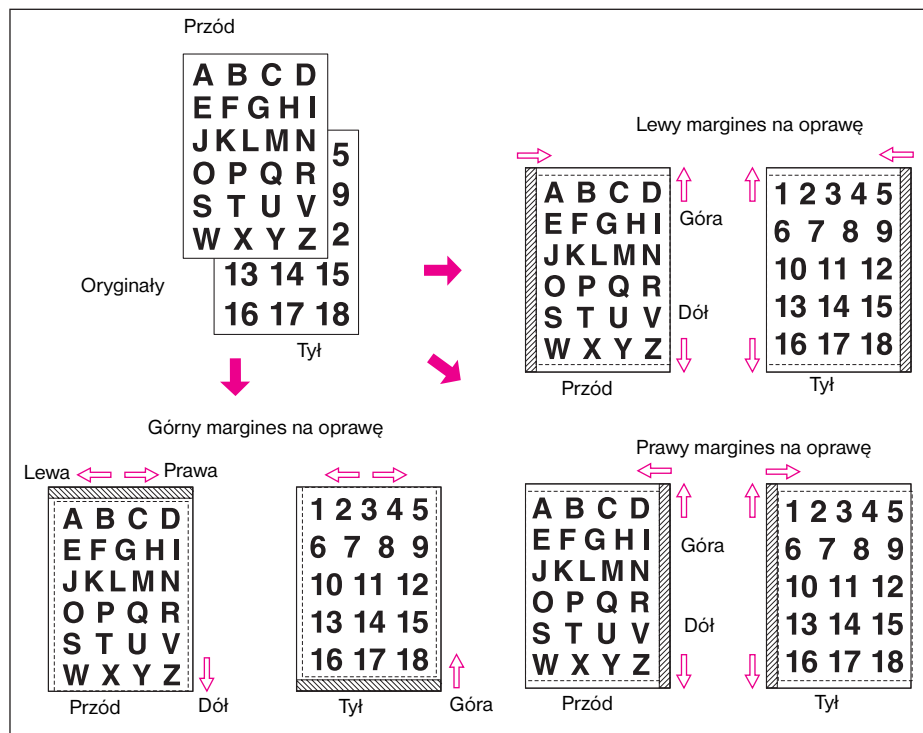 Przód
A B C D
E F G H I
J K L M N
O P Q R
S T U V
W X Y Z
5
9
2
13 14 15
16 17 18
Oryginały
Tył
Lewy margines na oprawę
A B C D
E F G H I
J K L M N
O P Q R
S T U V
W X Y Z
Przód
Góra
Dół
1 2 3 4 5
6 7 8 9
10 11 12
13 14 15
16 17 18
Tył
Górny margines na oprawę
Lewa
Prawa
A B C D
E F G H I
J K L M N
O P Q R
S T U V
W X Y Z
Przód
Dół
1 2 3 4 5
6 7 8 9
10 11 12
13 14 15
16 17 18
Tył
Góra
Prawy margines na oprawę
A B C D
E F G H I
J K L M N
O P Q R
S T U V
W X Y Z
Przód
Góra
Dół
1 2 3 4 5
6 7 8 9
10 11 12
13 14 15
16 17 18
Tył